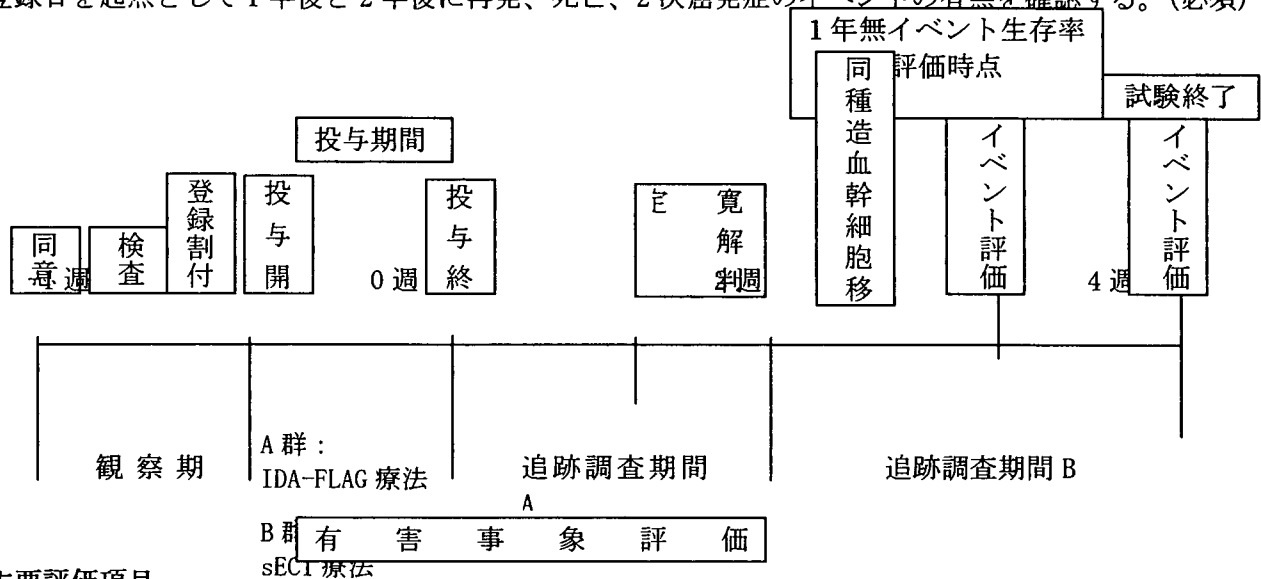 登録日を起点として1年後と2年後に再発、死亡、2次癌発症のイベントの有無を確認する。(必須)
1年無イベント生存率
評価時点
試験終了
投与期間
同意
検査
登録割付
投与開
投与終
寛解判
同種造血幹細胞移
イベント評価
イベント評価
週
0週
週
4週
観察期
A群:
IDA-FLAG療法
追跡調査期間
A
追跡調査期間B
B群
sECT療法
有害事象評価
主要評価項目